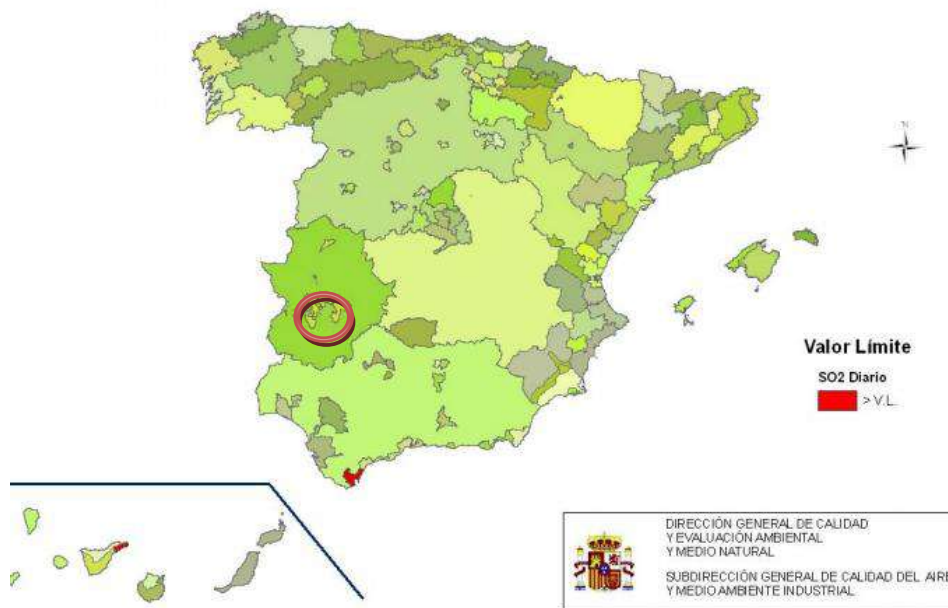 N
Valor Límite
SO2 Diario
> V.L.
DIRECCIÓN GENERAL DE CALIDAD
Y EVALUACIÓN AMBIENTAL
Y MEDIO NATURAL
SUBDIRECCIÓN GENERAL DE CALIDAD DEL AIRE
Y MEDIO AMBIENTE INDUSTRIAL